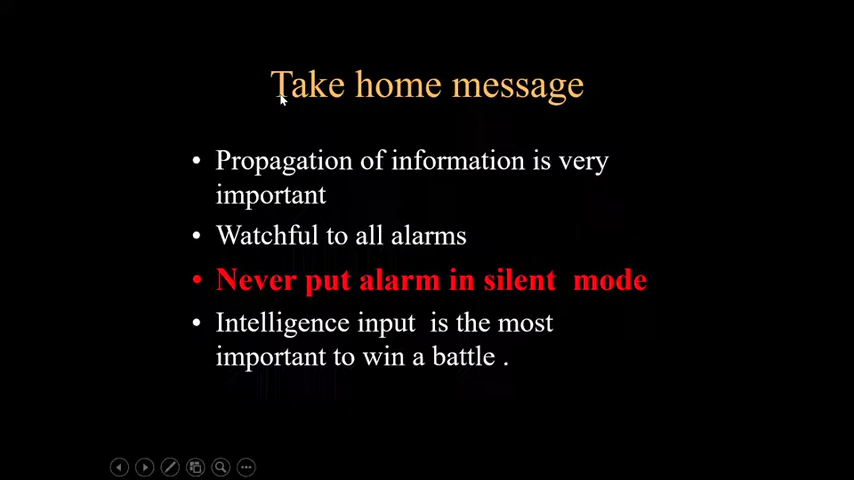 Take home message
• Propagation of information is very
important
• Watchful to all alarms
• Never put alarm in silent  mode
• Intelligence input  is the most
important to win a battle .